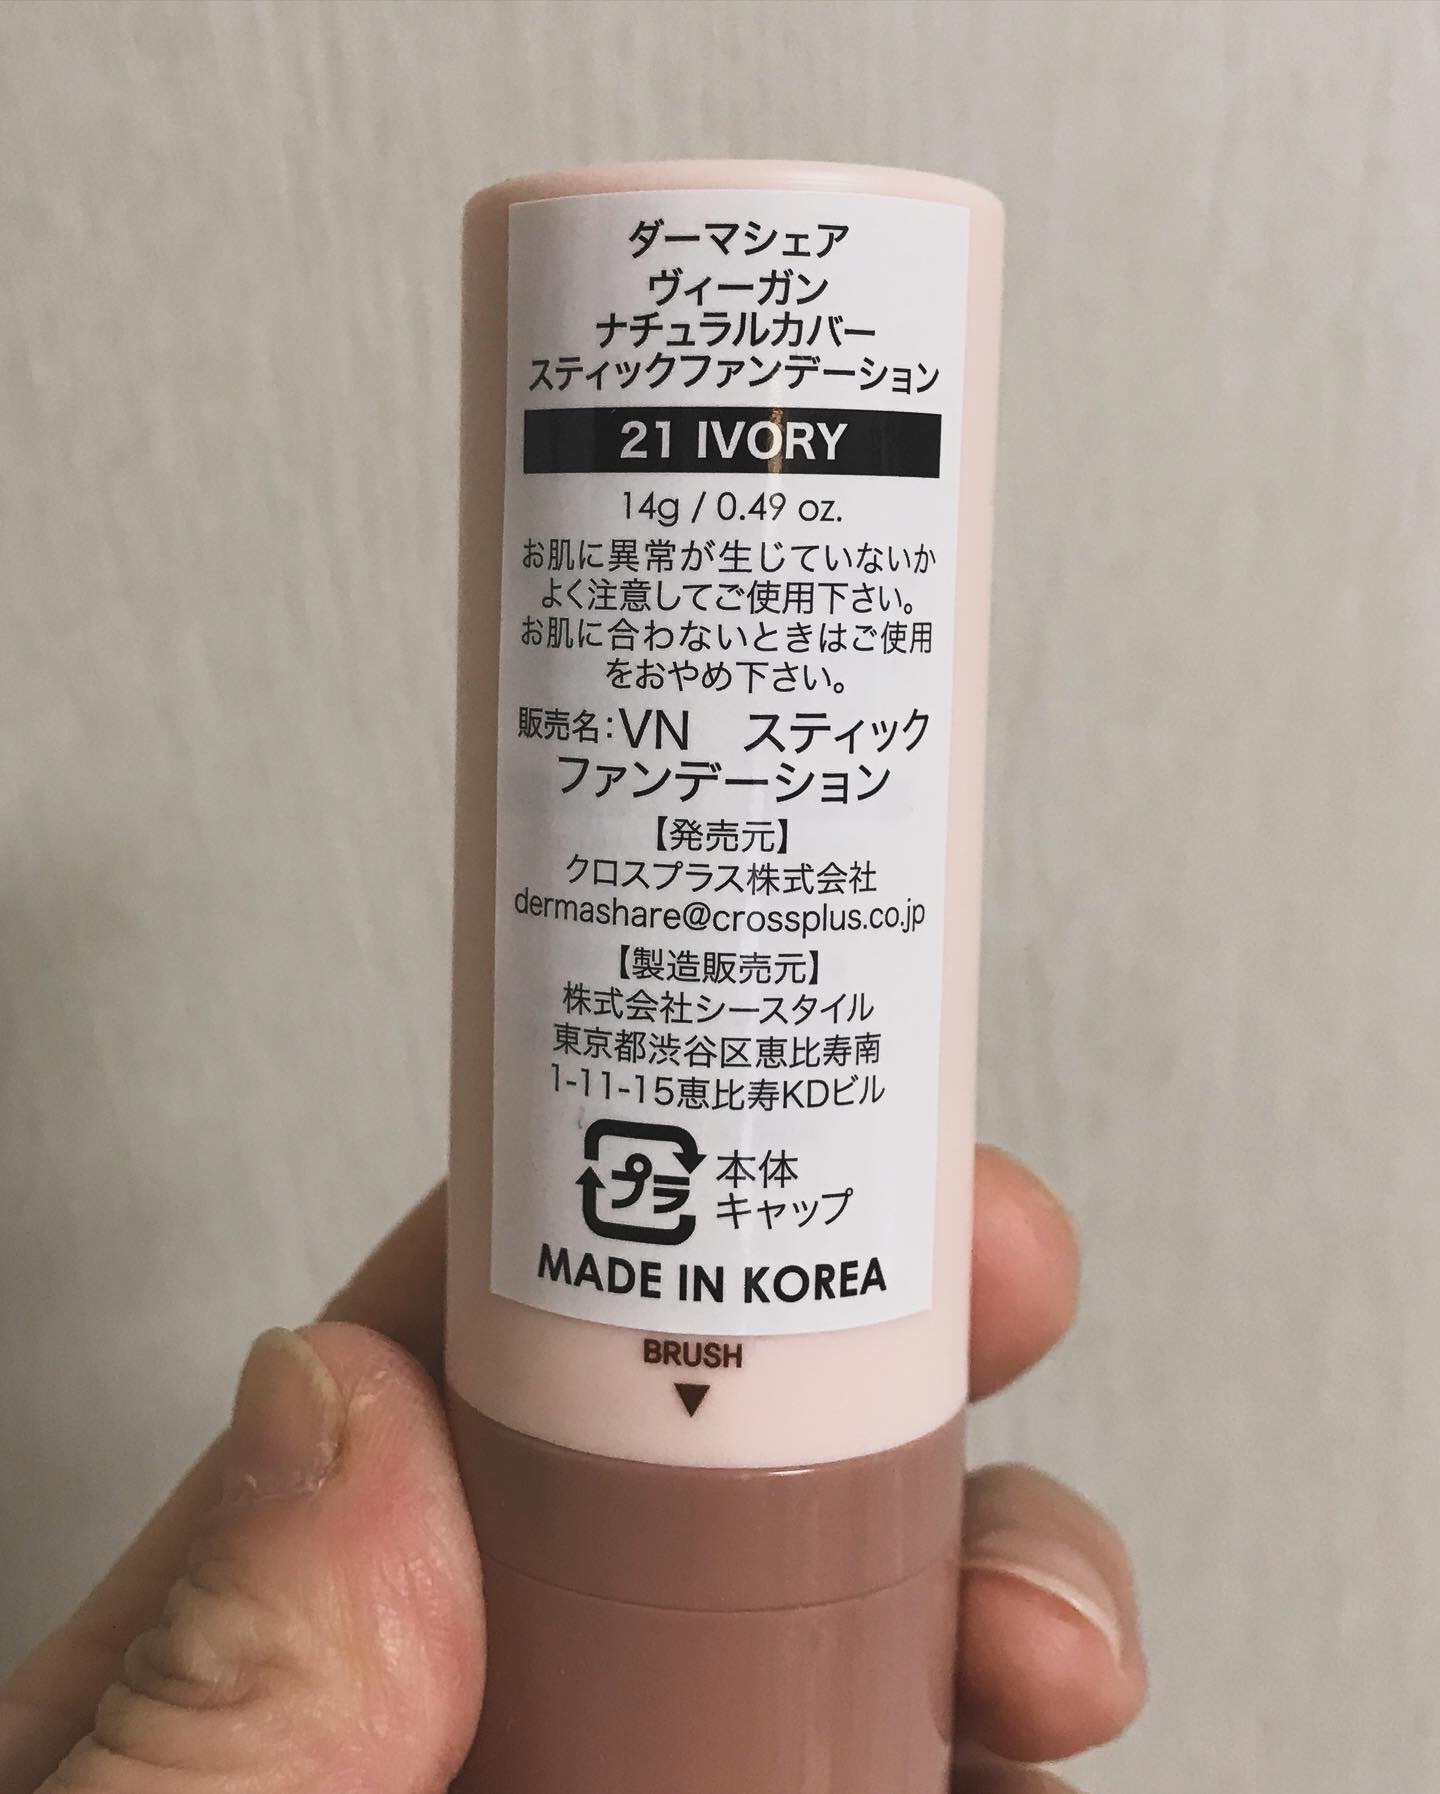 ダーマシェア
ヴィーガン
ナチュラルカバー
スティックファンデーション
21 IVORY
14g / 0.49 oz.
お肌に異常が生じていないか
よく注意してご使用下さい。
お肌に合わないときはご使用
をおやめ下さい。
販売名：VN　スティック
ファンデーション
【発売元】
クロスプラス株式会社
dermashare@crossplus.co.jp
【製造販売元】
株式会社シースタイル
東京都渋谷区恵比寿南
1-11-15恵比寿KDビル
プラ 本体
キャップ
MADE IN KOREA
BRUSH